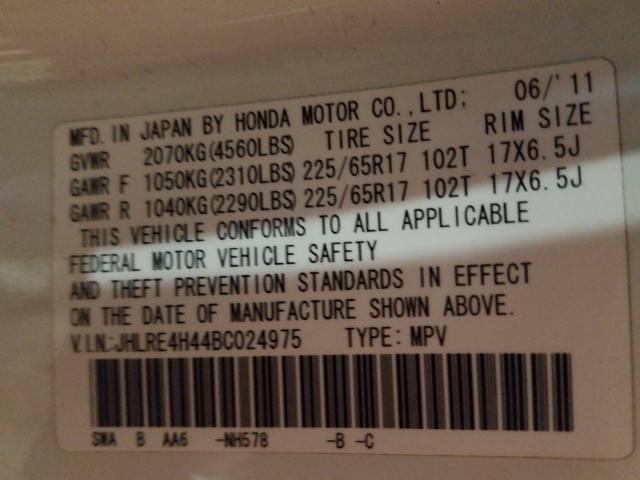 MFD. IN JAPAN BY HONDA MOTOR CO., LTD; 06/'11
GVWR 2070KG(4560LBS) TIRE SIZE RIM SIZE
GAWR F 1050KG(2310LBS) 225/65R17 102T 17X6.5J
GAWR R 1040KG(2290LBS) 225/65R17 102T 17X6.5J
THIS VEHICLE CONFORMS TO ALL APPLICABLE
FEDERAL MOTOR VEHICLE SAFETY
AND THEFT PREVENTION STANDARDS IN EFFECT
ON THE DATE OF MANUFACTURE SHOWN ABOVE.
V.I.N.:JHLRE4H44BC024975 TYPE: MPV
SWA B AA6 -NH578 -B -C